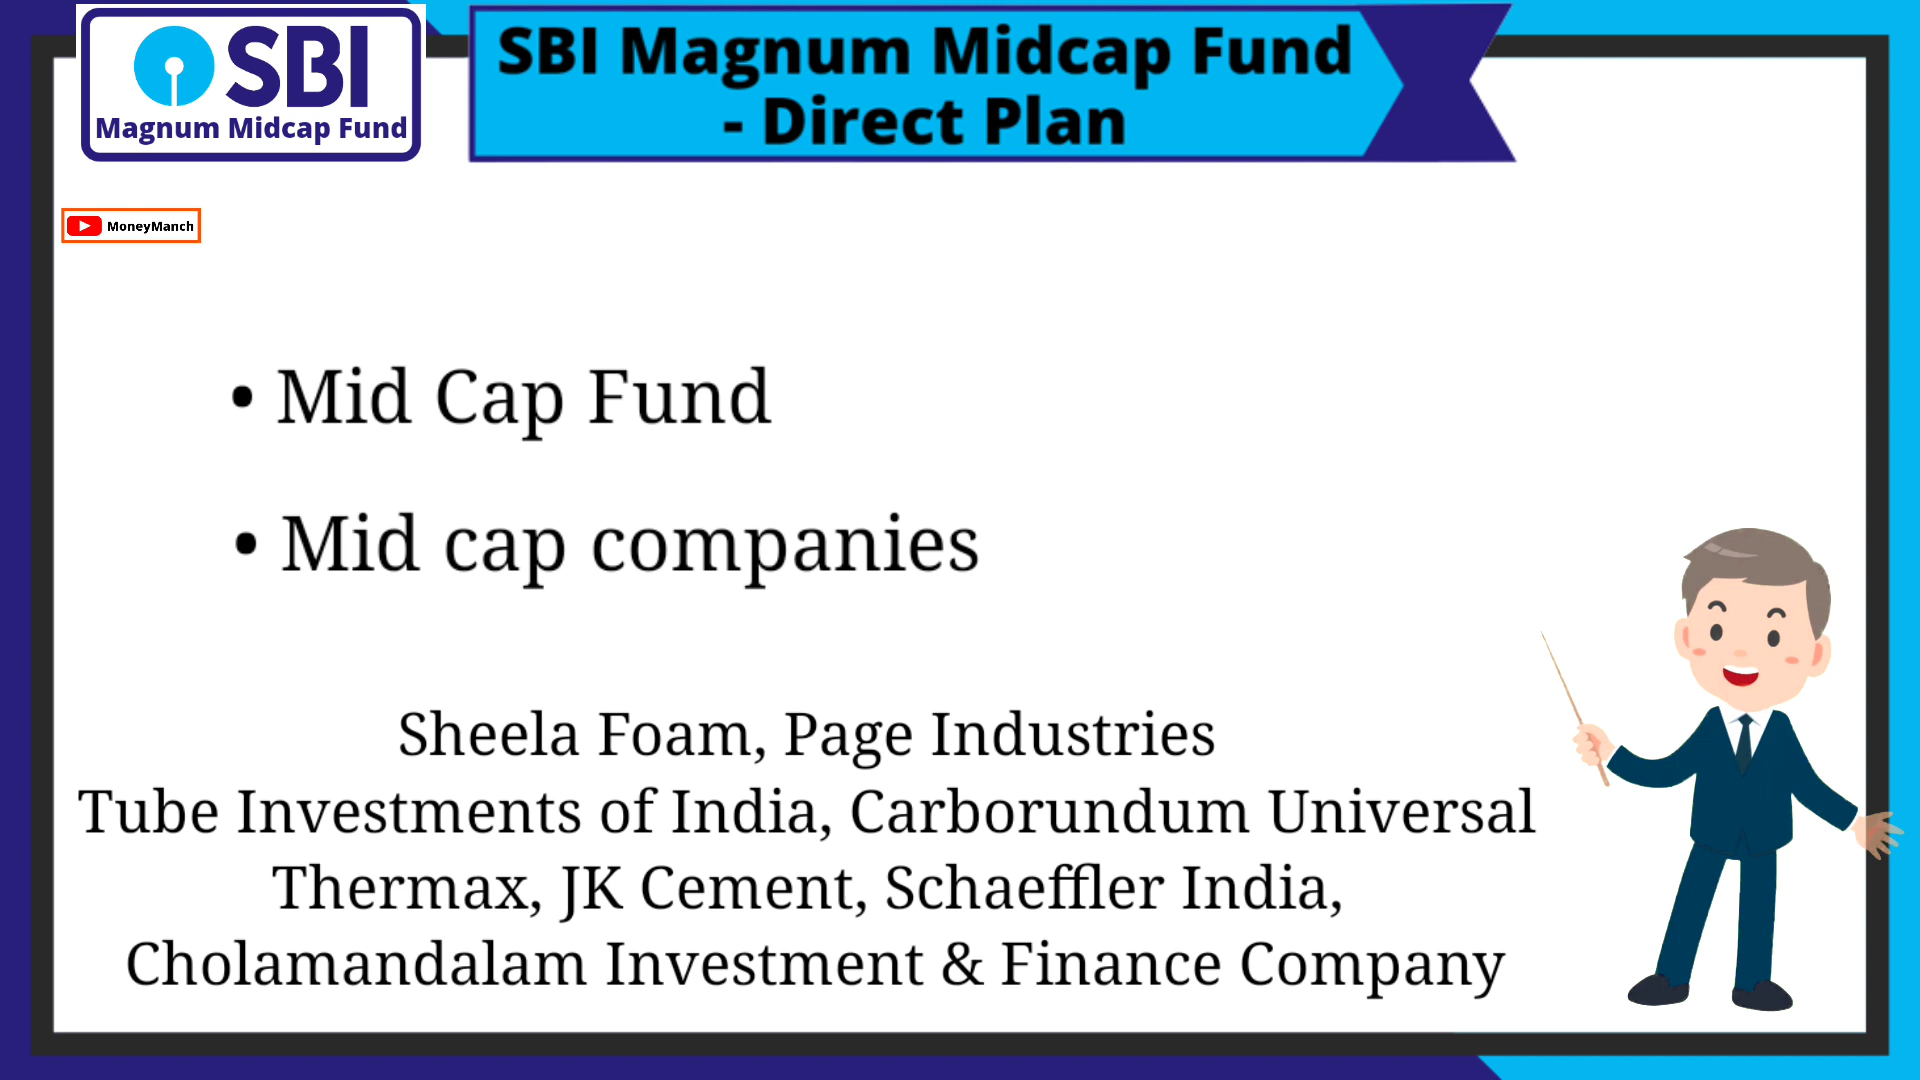 SBI
Magnum Midcap Fund
SBI Magnum Midcap Fund
- Direct Plan
MoneyManch
• Mid Cap Fund
• Mid cap companies
Sheela Foam, Page Industries
Tube Investments of India, Carborundum Universal
Thermax, JK Cement, Schaeffler India,
Cholamandalam Investment & Finance Company